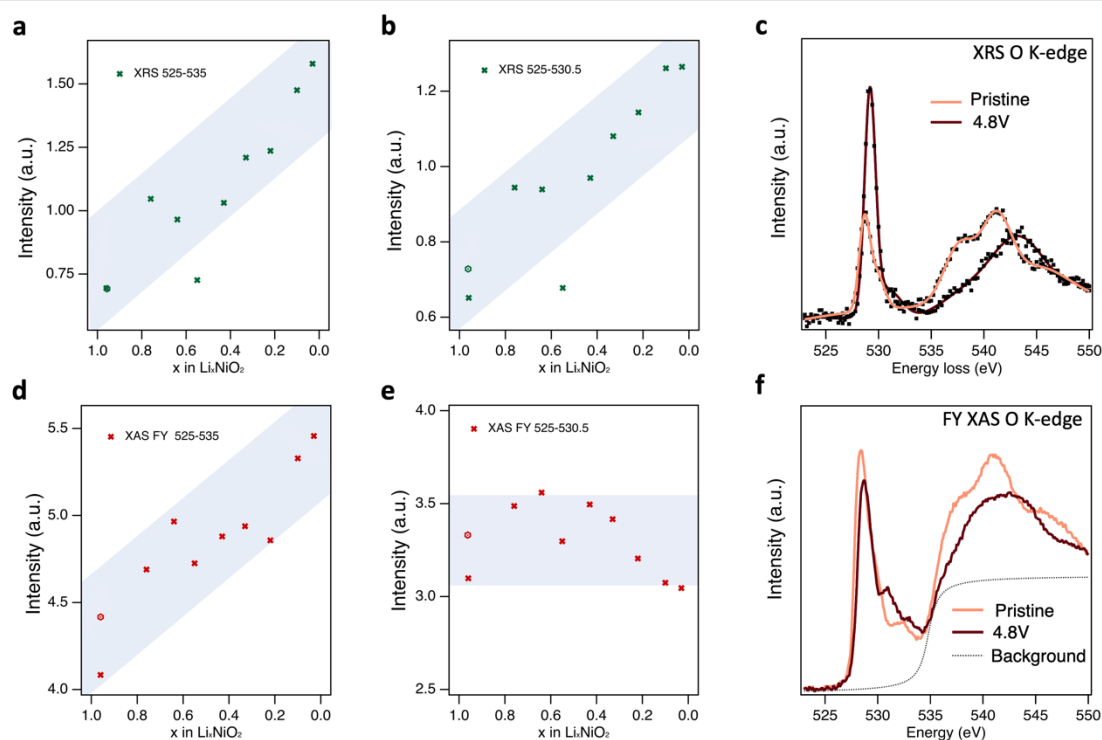 a
XRS 525-535
1.50
1.25
1.00
0.75
Intensity (a.u.)
1.0 0.8 0.6 0.4 0.2 0.0
x in LiₓNiO₂
b
XRS 525-530.5
1.2
1.0
0.8
0.6
Intensity (a.u.)
1.0 0.8 0.6 0.4 0.2 0.0
x in LiₓNiO₂
c
XRS O K-edge
Pristine
4.8V
Intensity (a.u.)
525 530 535 540 545 550
Energy loss (eV)
d
XAS FY 525-535
5.5
5.0
4.5
4.0
Intensity (a.u.)
1.0 0.8 0.6 0.4 0.2 0.0
x in LiₓNiO₂
e
XAS FY 525-530.5
4.0
3.5
3.0
2.5
Intensity (a.u.)
1.0 0.8 0.6 0.4 0.2 0.0
x in LiₓNiO₂
f
FY XAS O K-edge
Pristine
4.8V
Background
Intensity (a.u.)
525 530 535 540 545 550
Energy (eV)